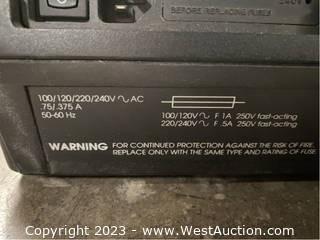 240V
BEFORE REPLACING FUSES
100/120/220/240V ∿ AC
.75/.375 A
50-60 Hz
100/120V ∿ F 1A 250V fast-acting
220/240V ∿ F .5A 250V fast-acting
WARNING FOR CONTINUED PROTECTION AGAINST THE RISK OF FIRE,
REPLACE ONLY WITH THE SAME TYPE AND RATING OF FUSE
Copyright 2023 - www.bid